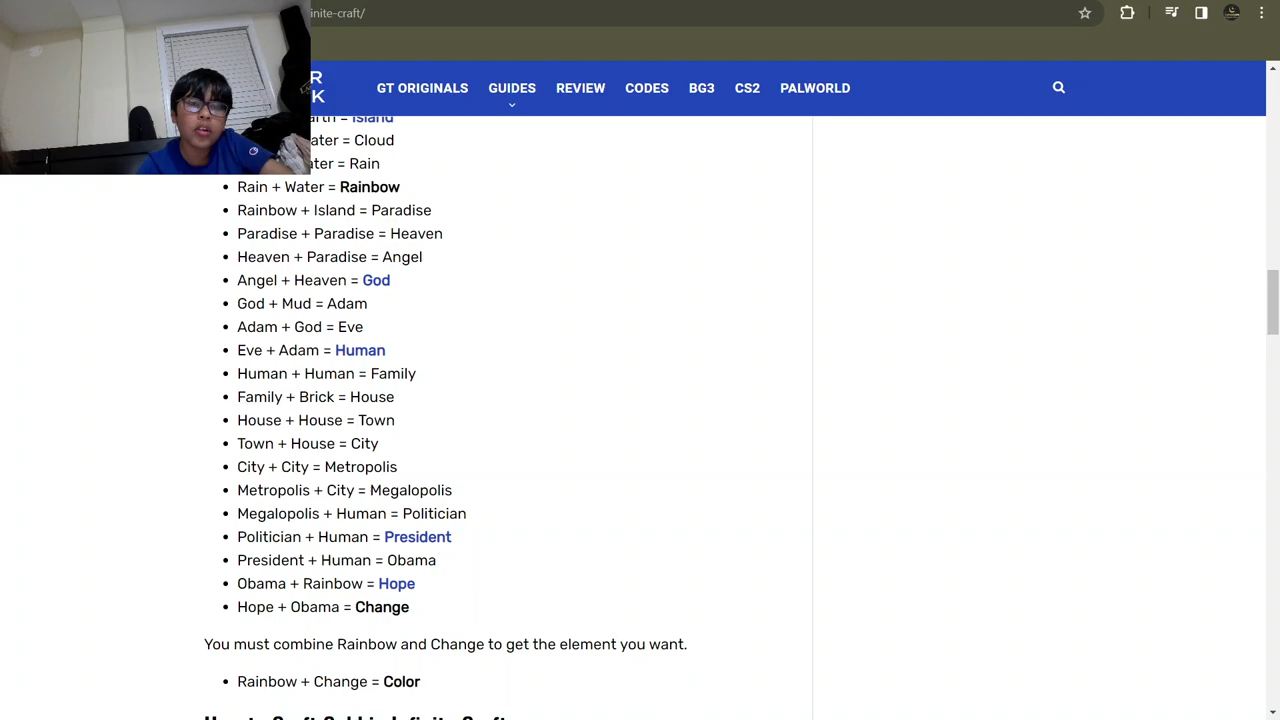 inite-craft/
R
K
GT ORIGINALS GUIDES REVIEW CODES BG3 CS2 PALWORLD
arth = Island
ater = Cloud
ater = Rain
Rain + Water = Rainbow
Rainbow + Island = Paradise
Paradise + Paradise = Heaven
Heaven + Paradise = Angel
Angel + Heaven = God
God + Mud = Adam
Adam + God = Eve
Eve + Adam = Human
Human + Human = Family
Family + Brick = House
House + House = Town
Town + House = City
City + City = Metropolis
Metropolis + City = Megalopolis
Megalopolis + Human = Politician
Politician + Human = President
President + Human = Obama
Obama + Rainbow = Hope
Hope + Obama = Change
You must combine Rainbow and Change to get the element you want.
Rainbow + Change = Color